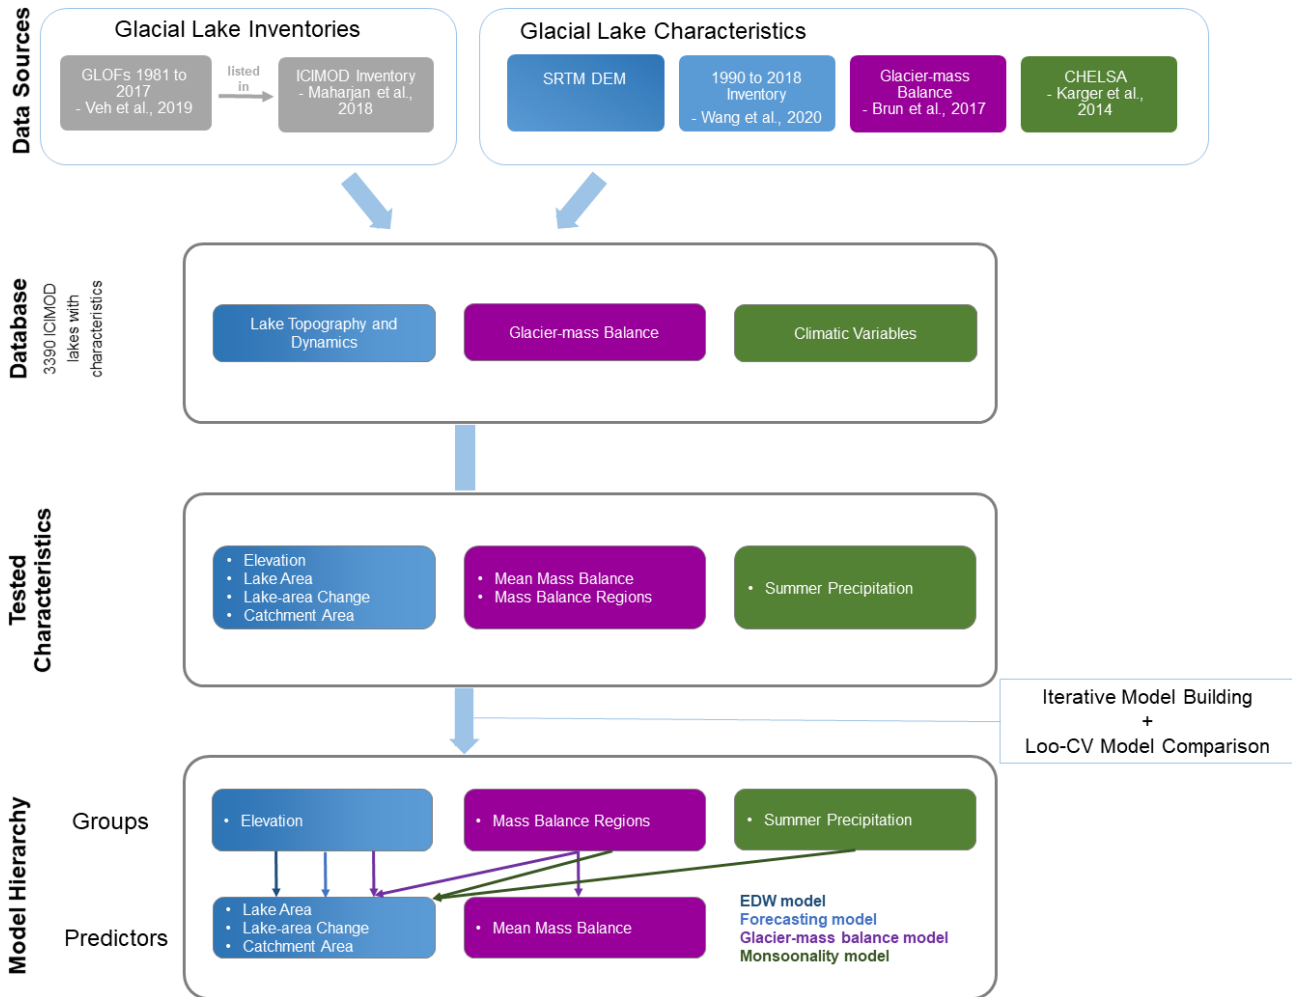 Data Sources
Glacial Lake Inventories
GLOFs 1981 to
2017
- Veh et al., 2019
listed
in
ICIMOD Inventory
- Maharjan et al.,
2018
Glacial Lake Characteristics
SRTM DEM
1990 to 2018
Inventory
- Wang et al., 2020
Glacier-mass
Balance
- Brun et al., 2017
CHELSA
- Karger et al.,
2014
Database
3390 ICIMOD
lakes with
characteristics
Lake Topography and
Dynamics
Glacier-mass Balance
Climatic Variables
Tested
Characteristics
• Elevation
• Lake Area
• Lake-area Change
• Catchment Area
• Mean Mass Balance
• Mass Balance Regions
• Summer Precipitation
Iterative Model Building
+
Loo-CV Model Comparison
Model Hierarchy
Groups
• Elevation
• Mass Balance Regions
• Summer Precipitation
Predictors
• Lake Area
• Lake-area Change
• Catchment Area
• Mean Mass Balance
EDW model
Forecasting model
Glacier-mass balance model
Monsoonality model